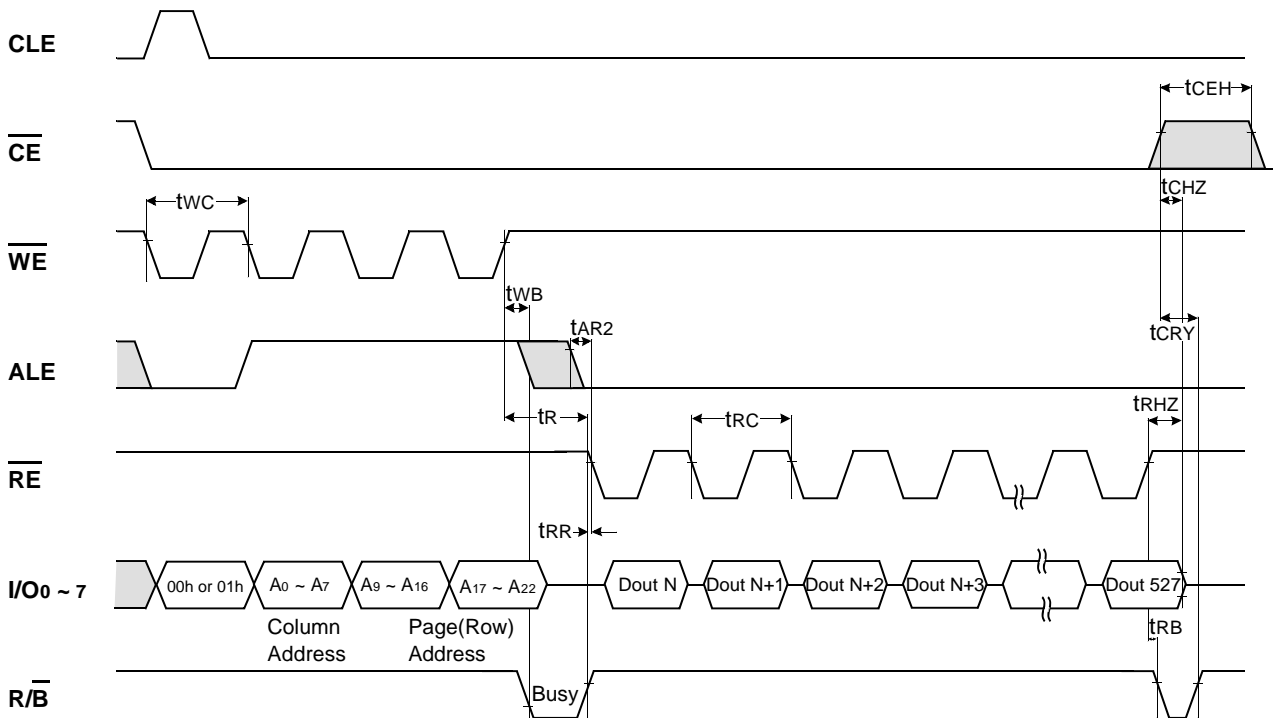 CLE
tCEH
CE
tCHZ
tWC
WE
tWB
tAR2
tCRY
ALE
tR
tRC
tRHZ
RE
tRR
I/O0 ~ 7
00h or 01h
A0 ~ A7
A9 ~ A16
A17 ~ A22
Dout N
Dout N+1
Dout N+2
Dout N+3
Dout 527
Column
Address
Page(Row)
Address
tRB
R/B
Busy